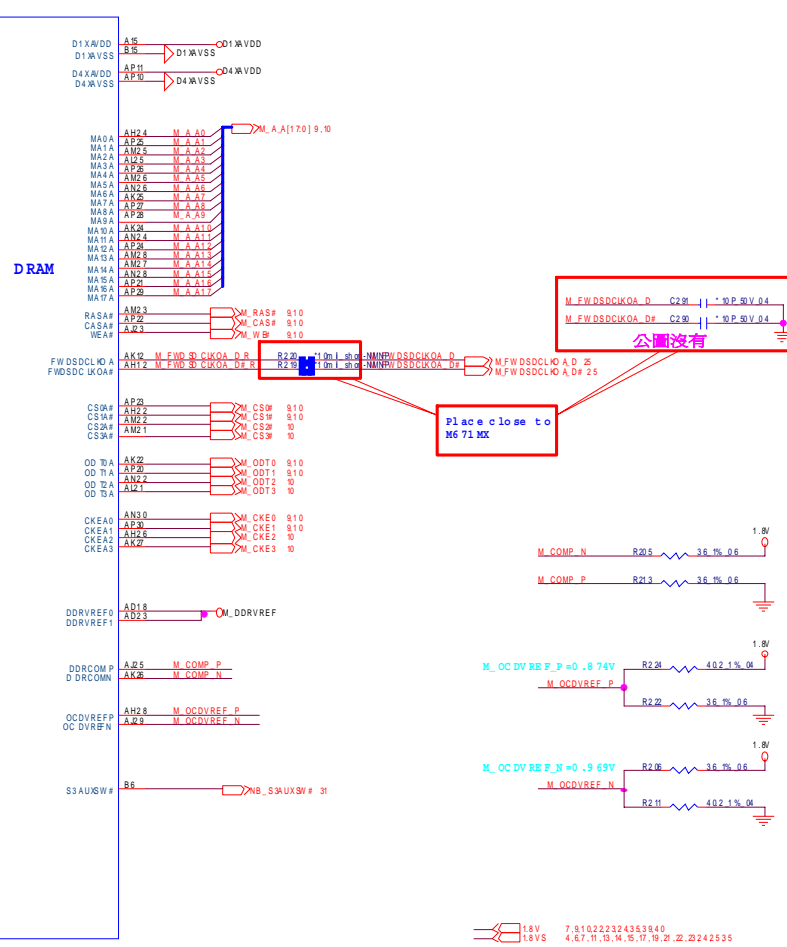 D1XAVDD A15 D1XAVDD
D1XAVSS B15 D1XAVSS
D4XAVDD AP11 D4XAVDD
D4XAVSS AP10 D4XAVSS
M_A_A[17:0] 9,10
MA0A AH24 M_A_A0
MA1A AP25 M_A_A1
MA2A AM25 M_A_A2
MA3A AL25 M_A_A3
MA4A AP26 M_A_A4
MA5A AM26 M_A_A5
MA6A AN26 M_A_A6
MA7A AK25 M_A_A7
MA8A AP27 M_A_A8
MA9A AP28 M_A_A9
MA10A AK24 M_A_A10
MA11A AN24 M_A_A11
MA12A AP24 M_A_A12
MA13A AM28 M_A_A13
MA14A AM27 M_A_A14
MA15A AN28 M_A_A15
MA16A AP21 M_A_A16
MA17A AP29 M_A_A17
DRAM
RASA# AM23 M_RAS# 9,10
CASA# AP22 M_CAS# 9,10
WEA# AJ23 M_WE# 9,10
M_FWDSDCLKOA_D C291 *10P_50V_04
M_FWDSDCLKOA_D# C290 *10P_50V_04
公圖沒有
FWDSDCLKOA AK12 M_FWDSDCLKOA_D_R R220 M_FWDSDCLKOA_D M_FWDSDCLKOA_D 25
FWDSDCLKOA# AH12 M_FWDSDCLKOA_D#_R R219 M_FWDSDCLKOA_D# M_FWDSDCLKOA_D# 25
Place close to
M671MX
CS0A# AP23 M_CS0# 9,10
CS1A# AH22 M_CS1# 9,10
CS2A# AM22 M_CS2# 10
CS3A# AM21 M_CS3# 10
ODT0A AK22 M_ODT0 9,10
ODT1A AP20 M_ODT1 9,10
ODT2A AN22 M_ODT2 10
ODT3A AL21 M_ODT3 10
CKEA0 AN30 M_CKE0 9,10
CKEA1 AP30 M_CKE1 9,10
CKEA2 AH26 M_CKE2 10
CKEA3 AK27 M_CKE3 10
1.8V
M_COMP_N R205 36_1%_06
M_COMP_P R213 36_1%_06
DDRVREF0 AD18 M_DDRVREF
DDRVREF1 AD23
DDRCOMP AJ25 M_COMP_P
DDRCOMN AK26 M_COMP_N
1.8V
M_OCDVREF_P=0.874V R224 40.2_1%_04
M_OCDVREF_P
R222 36_1%_06
OCDVREFP AH28 M_OCDVREF_P
OCDVREFN AJ29 M_OCDVREF_N
1.8V
M_OCDVREF_N=0.969V R206 36_1%_06
M_OCDVREF_N
R211 40.2_1%_04
S3AUXSW# B6 NB_S3AUXSW# 31
1.8V 7,9,10,22,23,24,35,39,40
1.8VS 4,6,7,11,13,14,15,17,19,21,22,23 24 25 35